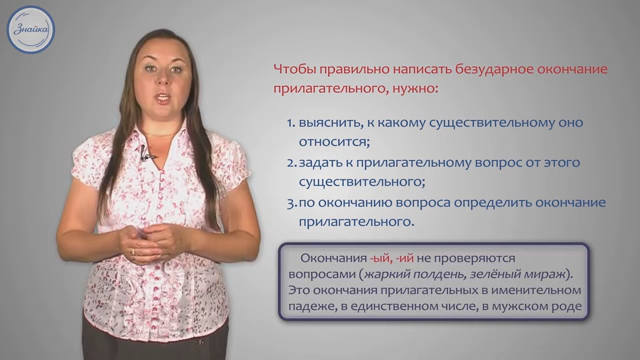 Знайка
Чтобы правильно написать безударное окончание
прилагательного, нужно:
1. выяснить, к какому существительному оно
относится;
2. задать к прилагательному вопрос от этого
существительного;
3. по окончанию вопроса определить окончание
прилагательного.
Окончания -ый, -ий не проверяются
вопросами (жаркий полдень, зелёный мираж).
Это окончания прилагательных в именительном
падеже, в единственном числе, в мужском роде